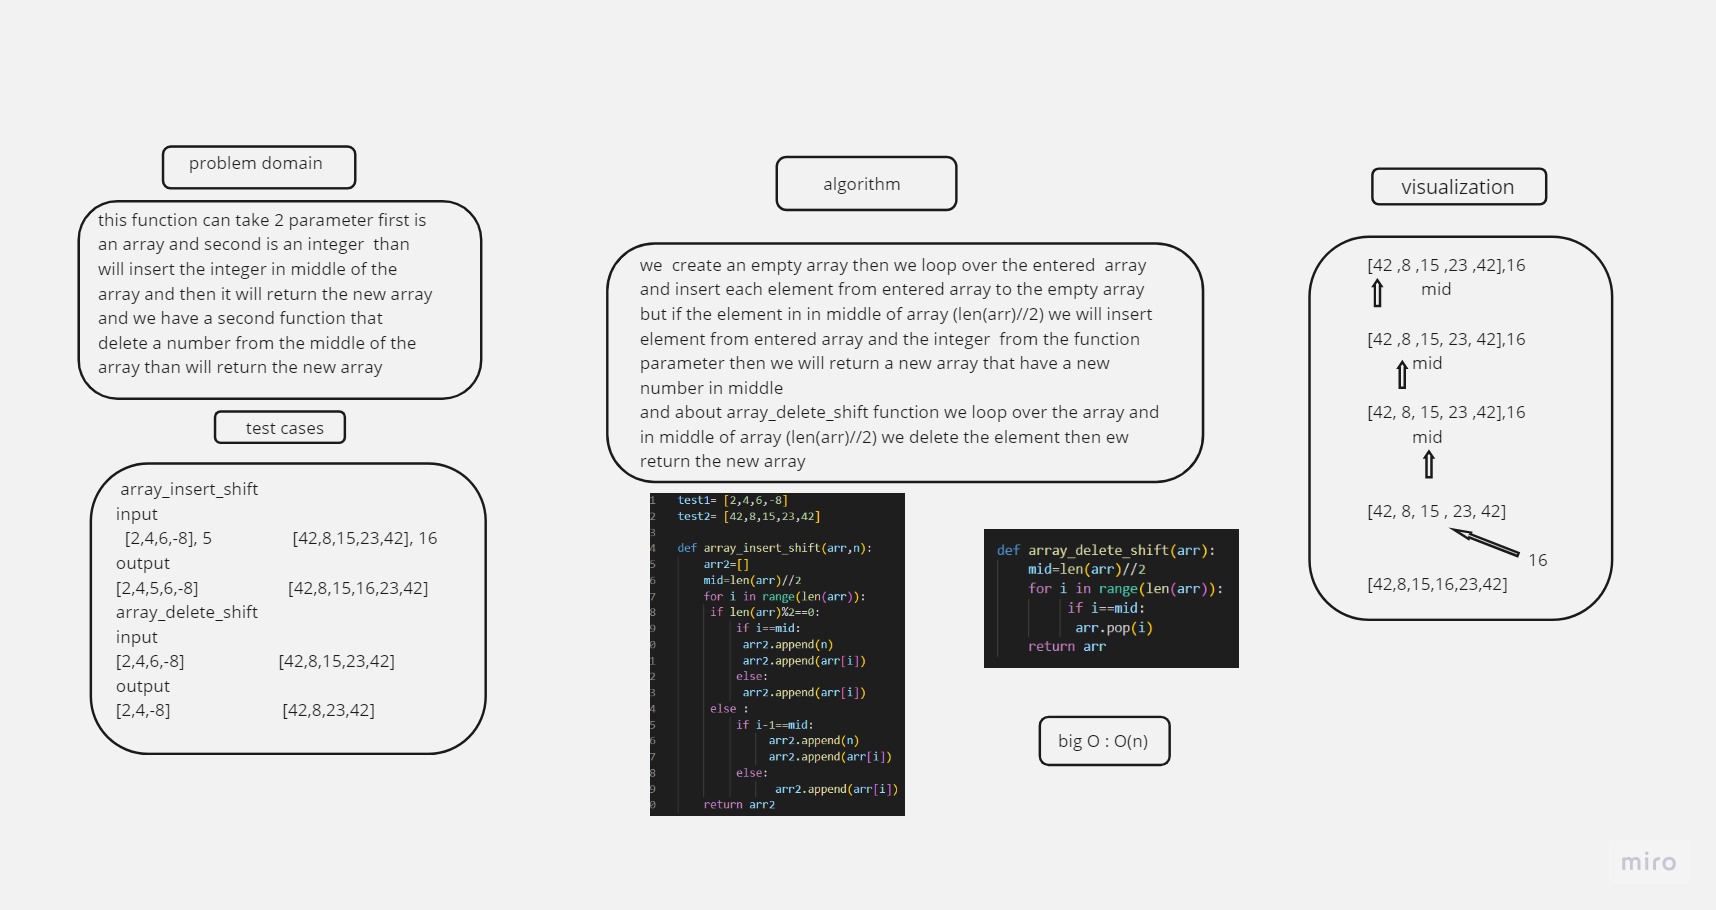 problem domain
this function can take 2 parameter first is
an array and second is an integer than
will insert the integer in middle of the
array and then it will return the new array
and we have a second function that
delete a number from the middle of the
array than will return the new array
test cases
array_insert_shift
input
[2,4,6,-8], 5 [42,8,15,23,42], 16
output
[2,4,5,6,-8] [42,8,15,16,23,42]
array_delete_shift
input
[2,4,6,-8] [42,8,15,23,42]
output
[2,4,-8] [42,8,23,42]
algorithm
we create an empty array then we loop over the entered array
and insert each element from entered array to the empty array
but if the element in in middle of array (len(arr)//2) we will insert
element from entered array and the integer from the function
parameter then we will return a new array that have a new
number in middle
and about array_delete_shift function we loop over the array and
in middle of array (len(arr)//2) we delete the element then ew
return the new array
1 test1= [2,4,6,-8]
2 test2= [42,8,15,23,42]
3
4 def array_insert_shift(arr,n):
5 arr2=[]
6 mid=len(arr)//2
7 for i in range(len(arr)):
8 if len(arr)%2==0:
9 if i==mid:
0 arr2.append(n)
1 arr2.append(arr[i])
2 else:
3 arr2.append(arr[i])
4 else :
5 if i-1==mid:
6 arr2.append(n)
7 arr2.append(arr[i])
8 else:
9 arr2.append(arr[i])
0 return arr2
def array_delete_shift(arr):
mid=len(arr)//2
for i in range(len(arr)):
if i==mid:
arr.pop(i)
return arr
big O : O(n)
visualization
[42 ,8 ,15 ,23 ,42],16
mid
[42 ,8 ,15, 23, 42],16
mid
[42, 8, 15, 23 ,42],16
mid
[42, 8, 15 , 23, 42]
16
[42,8,15,16,23,42]
miro